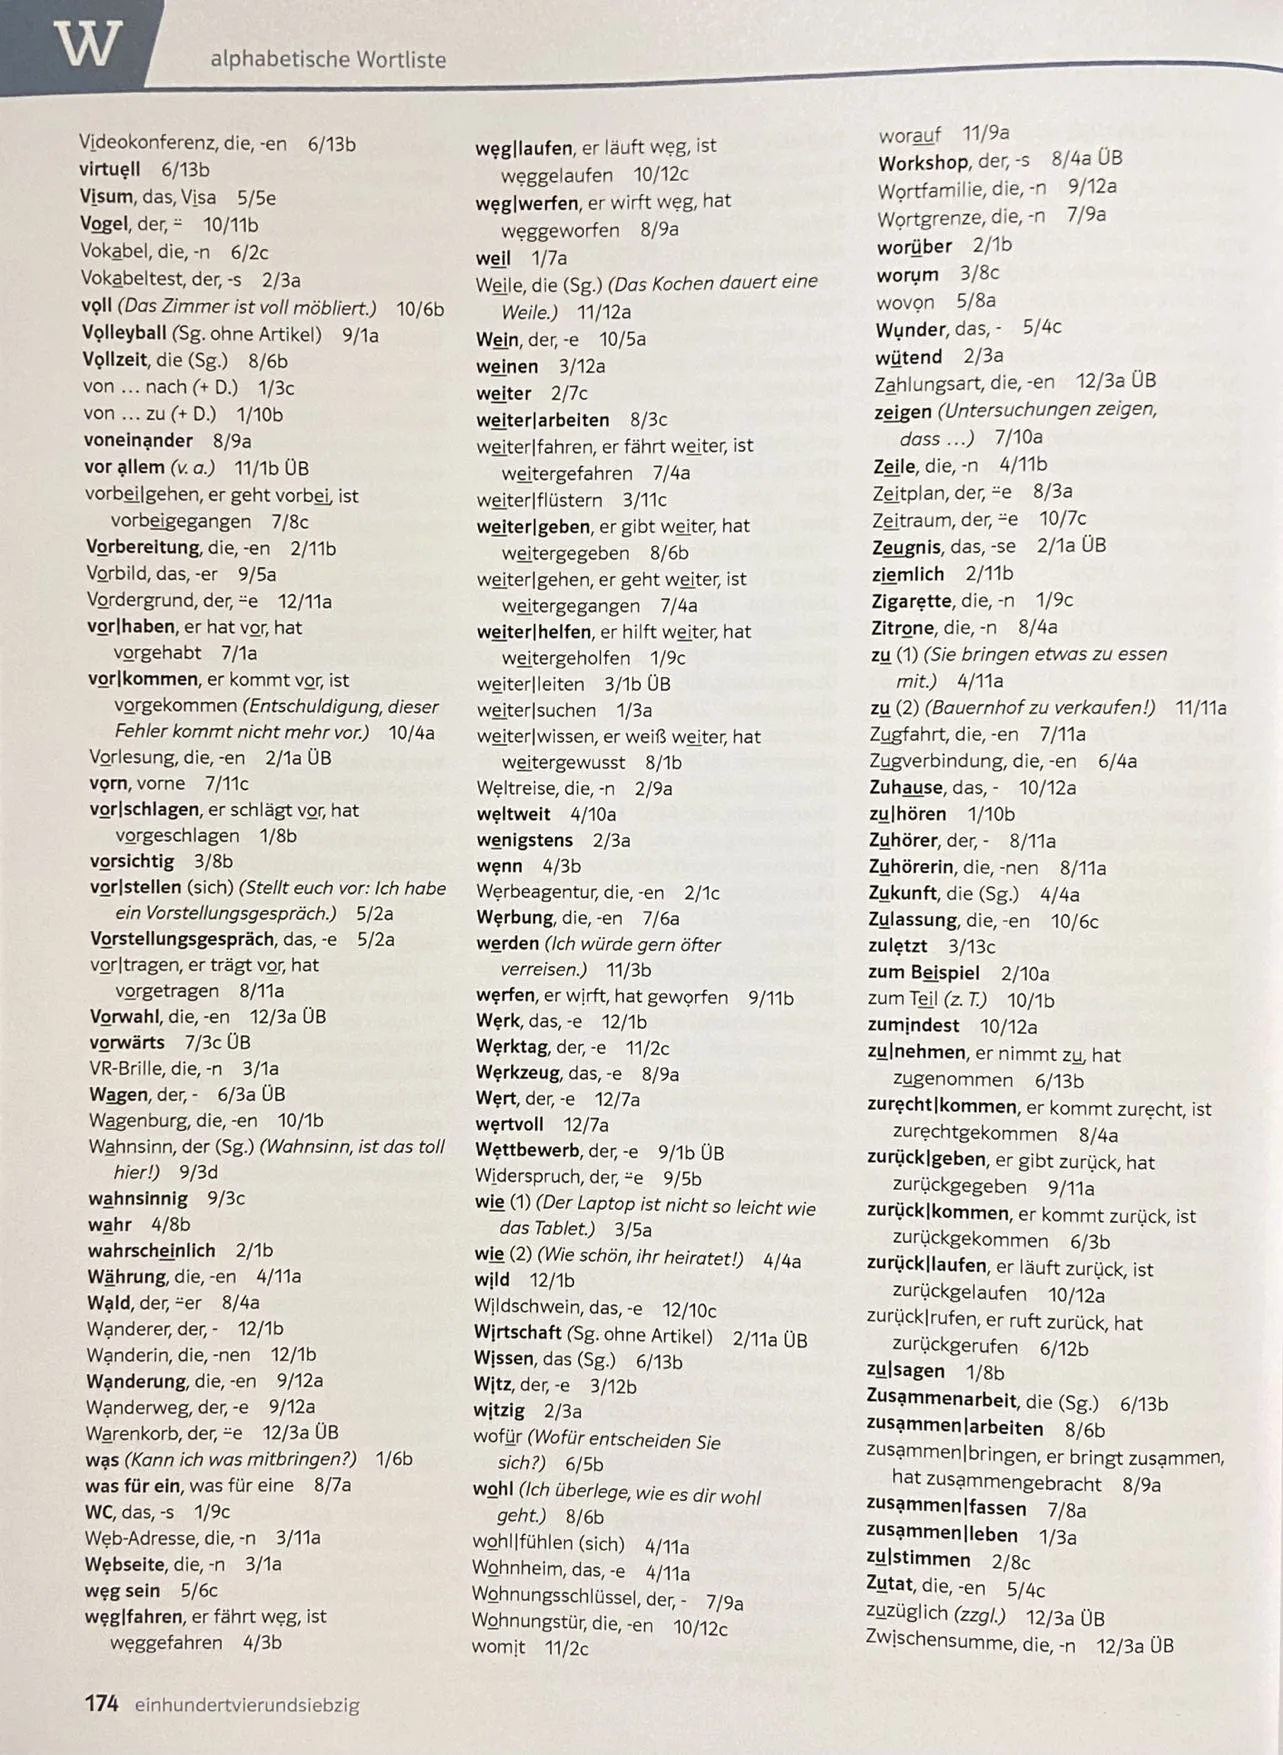 W
alphabetische Wortliste
Videokonferenz, die, -en 6/13b
virtuell 6/13b
Visum, das, Visa 5/5e
Vogel, der, ⸚ 10/11b
Vokabel, die, -n 6/2c
Vokabeltest, der, -s 2/3a
voll (Das Zimmer ist voll möbliert.) 10/6b
Volleyball (Sg. ohne Artikel) 9/1a
Vollzeit, die (Sg.) 8/6b
von ... nach (+ D.) 1/3c
von ... zu (+ D.) 1/10b
voneinander 8/9a
vor allem (v. a.) 11/1b ÜB
vorbei|gehen, er geht vorbei, ist
vorbeigegangen 7/8c
Vorbereitung, die, -en 2/11b
Vorbild, das, -er 9/5a
Vordergrund, der, ⸚e 12/11a
vor|haben, er hat vor, hat
vorgehabt 7/1a
vor|kommen, er kommt vor, ist
vorgekommen (Entschuldigung, dieser
Fehler kommt nicht mehr vor.) 10/4a
Vorlesung, die, -en 2/1a ÜB
vorn, vorne 7/11c
vor|schlagen, er schlägt vor, hat
vorgeschlagen 1/8b
vorsichtig 3/8b
vor|stellen (sich) (Stellt euch vor: Ich habe
ein Vorstellungsgespräch.) 5/2a
Vorstellungsgespräch, das, -e 5/2a
vor|tragen, er trägt vor, hat
vorgetragen 8/11a
Vorwahl, die, -en 12/3a ÜB
vorwärts 7/3c ÜB
VR-Brille, die, -n 3/1a
Wagen, der, - 6/3a ÜB
Wagenburg, die, -en 10/1b
Wahnsinn, der (Sg.) (Wahnsinn, ist das toll
hier!) 9/3d
wahnsinnig 9/3c
wahr 4/8b
wahrscheinlich 2/1b
Währung, die, -en 4/11a
Wald, der, ⸚er 8/4a
Wanderer, der, - 12/1b
Wanderin, die, -nen 12/1b
Wanderung, die, -en 9/12a
Wanderweg, der, -e 9/12a
Warenkorb, der, ⸚e 12/3a ÜB
was (Kann ich was mitbringen?) 1/6b
was für ein, was für eine 8/7a
WC, das, -s 1/9c
Web-Adresse, die, -n 3/11a
Webseite, die, -n 3/1a
weg sein 5/6c
weg|fahren, er fährt weg, ist
weggefahren 4/3b
weg|laufen, er läuft weg, ist
weggelaufen 10/12c
weg|werfen, er wirft weg, hat
weggeworfen 8/9a
weil 1/7a
Weile, die (Sg.) (Das Kochen dauert eine
Weile.) 11/12a
Wein, der, -e 10/5a
weinen 3/12a
weiter 2/7c
weiter|arbeiten 8/3c
weiter|fahren, er fährt weiter, ist
weitergefahren 7/4a
weiter|flüstern 3/11c
weiter|geben, er gibt weiter, hat
weitergegeben 8/6b
weiter|gehen, er geht weiter, ist
weitergegangen 7/4a
weiter|helfen, er hilft weiter, hat
weitergeholfen 1/9c
weiter|leiten 3/1b ÜB
weiter|suchen 1/3a
weiter|wissen, er weiß weiter, hat
weitergewusst 8/1b
Weltreise, die, -n 2/9a
weltweit 4/10a
wenigstens 2/3a
wenn 4/3b
Werbeagentur, die, -en 2/1c
Werbung, die, -en 7/6a
werden (Ich würde gern öfter
verreisen.) 11/3b
werfen, er wirft, hat geworfen 9/11b
Werk, das, -e 12/1b
Werktag, der, -e 11/2c
Werkzeug, das, -e 8/9a
Wert, der, -e 12/7a
wertvoll 12/7a
Wettbewerb, der, -e 9/1b ÜB
Widerspruch, der, ⸚e 9/5b
wie (1) (Der Laptop ist nicht so leicht wie
das Tablet.) 3/5a
wie (2) (Wie schön, ihr heiratet!) 4/4a
wild 12/1b
Wildschwein, das, -e 12/10c
Wirtschaft (Sg. ohne Artikel) 2/11a ÜB
Wissen, das (Sg.) 6/13b
Witz, der, -e 3/12b
witzig 2/3a
wofür (Wofür entscheiden Sie
sich?) 6/5b
wohl (Ich überlege, wie es dir wohl
geht.) 8/6b
wohl|fühlen (sich) 4/11a
Wohnheim, das, -e 4/11a
Wohnungsschlüssel, der, - 7/9a
Wohnungstür, die, -en 10/12c
womit 11/2c
worauf 11/9a
Workshop, der, -s 8/4a ÜB
Wortfamilie, die, -n 9/12a
Wortgrenze, die, -n 7/9a
worüber 2/1b
worum 3/8c
wovon 5/8a
Wunder, das, - 5/4c
wütend 2/3a
Zahlungsart, die, -en 12/3a ÜB
zeigen (Untersuchungen zeigen,
dass ...) 7/10a
Zeile, die, -n 4/11b
Zeitplan, der, ⸚e 8/3a
Zeitraum, der, ⸚e 10/7c
Zeugnis, das, -se 2/1a ÜB
ziemlich 2/11b
Zigarette, die, -n 1/9c
Zitrone, die, -n 8/4a
zu (1) (Sie bringen etwas zu essen
mit.) 4/11a
zu (2) (Bauernhof zu verkaufen!) 11/11a
Zugfahrt, die, -en 7/11a
Zugverbindung, die, -en 6/4a
Zuhause, das, - 10/12a
zu|hören 1/10b
Zuhörer, der, - 8/11a
Zuhörerin, die, -nen 8/11a
Zukunft, die (Sg.) 4/4a
Zulassung, die, -en 10/6c
zuletzt 3/13c
zum Beispiel 2/10a
zum Teil (z. T.) 10/1b
zumindest 10/12a
zu|nehmen, er nimmt zu, hat
zugenommen 6/13b
zurecht|kommen, er kommt zurecht, ist
zurechtgekommen 8/4a
zurück|geben, er gibt zurück, hat
zurückgegeben 9/11a
zurück|kommen, er kommt zurück, ist
zurückgekommen 6/3b
zurück|laufen, er läuft zurück, ist
zurückgelaufen 10/12a
zurück|rufen, er ruft zurück, hat
zurückgerufen 6/12b
zu|sagen 1/8b
Zusammenarbeit, die (Sg.) 6/13b
zusammen|arbeiten 8/6b
zusammen|bringen, er bringt zusammen,
hat zusammengebracht 8/9a
zusammen|fassen 7/8a
zusammen|leben 1/3a
zu|stimmen 2/8c
Zutat, die, -en 5/4c
zuzüglich (zzgl.) 12/3a ÜB
Zwischensumme, die, -n 12/3a ÜB
174 einhundertvierundsiebzig